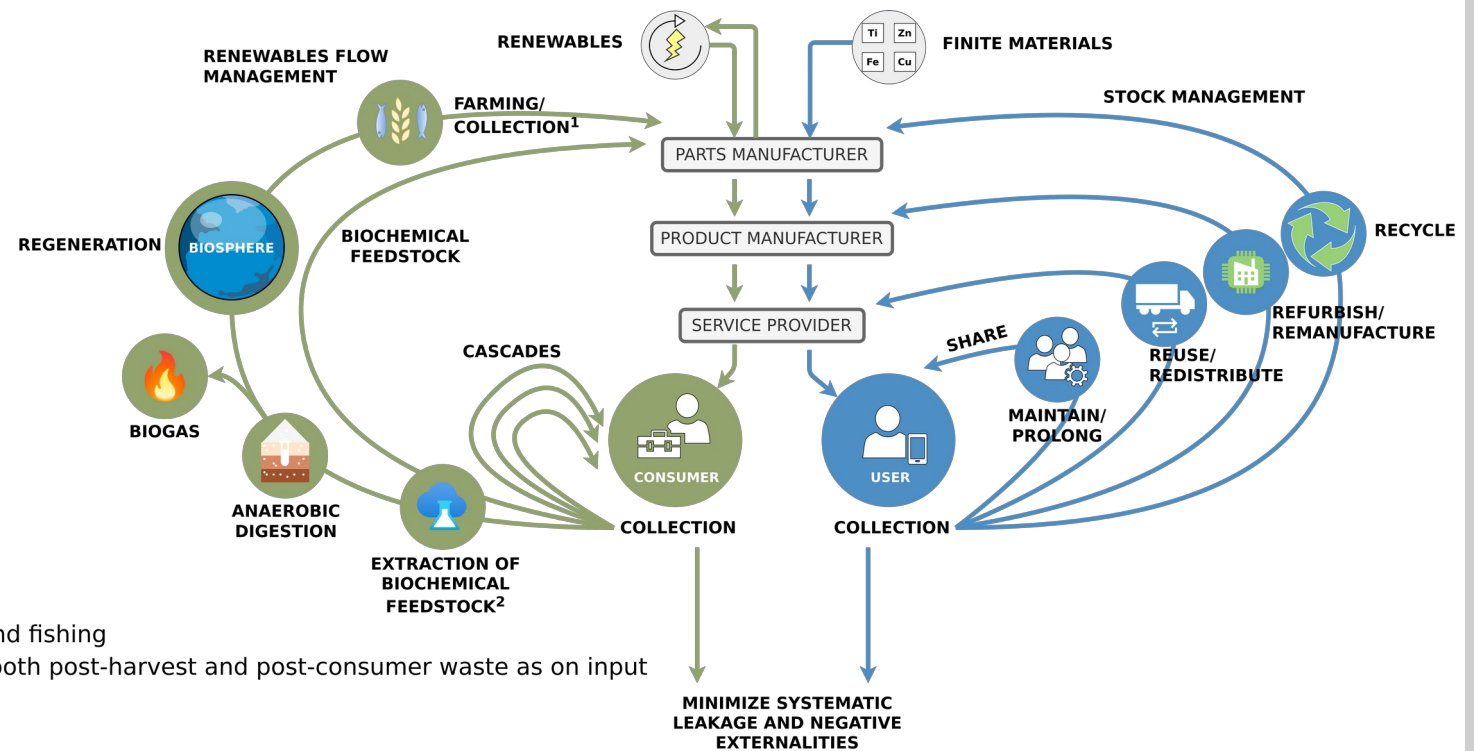 RENEWABLES
Ti Zn
Fe Cu
FINITE MATERIALS
RENEWABLES FLOW
MANAGEMENT
FARMING/
COLLECTION1
STOCK MANAGEMENT
PARTS MANUFACTURER
REGENERATION
BIOSPHERE
BIOCHEMICAL
FEEDSTOCK
PRODUCT MANUFACTURER
RECYCLE
SERVICE PROVIDER
REFURBISH/
REMANUFACTURE
CASCADES
SHARE
REUSE/
REDISTRIBUTE
BIOGAS
MAINTAIN/
PROLONG
CONSUMER
USER
ANAEROBIC
DIGESTION
COLLECTION
COLLECTION
EXTRACTION OF
BIOCHEMICAL
FEEDSTOCK2
fishing
post-harvest and post-consumer waste as on input
MINIMIZE SYSTEMATIC
LEAKAGE AND NEGATIVE
EXTERNALITIES